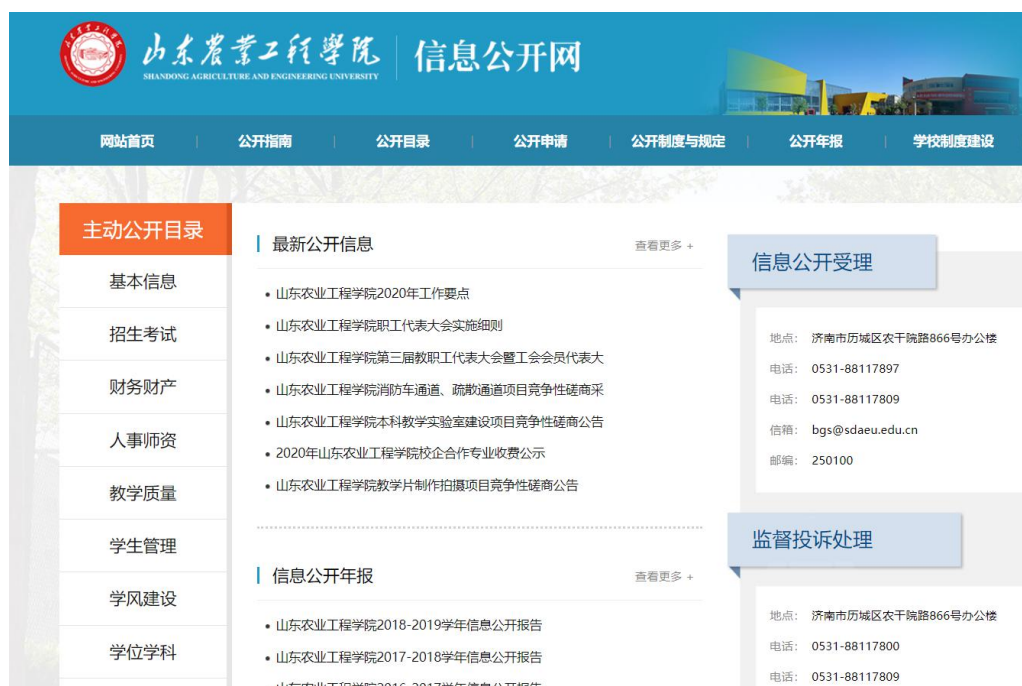 山东农业工程学院
SHANDONG AGRICULTURE AND ENGINEERING UNIVERSITY
信息公开网
网站首页 | 公开指南 | 公开目录 | 公开申请 | 公开制度与规定 | 公开年报 | 学校制度建设
主动公开目录
基本信息
招生考试
财务财产
人事师资
教学质量
学生管理
学风建设
学位学科
最新公开信息
查看更多 +
• 山东农业工程学院2020年工作要点
• 山东农业工程学院职工代表大会实施细则
• 山东农业工程学院第三届教职工代表大会暨工会会员代表大
• 山东农业工程学院消防车通道、疏散通道项目竞争性磋商采
• 山东农业工程学院本科教学实验室建设项目竞争性磋商公告
• 2020年山东农业工程学院校企合作专业收费公示
• 山东农业工程学院教学片制作拍摄项目竞争性磋商公告
信息公开年报
查看更多 +
• 山东农业工程学院2018-2019学年信息公开报告
• 山东农业工程学院2017-2018学年信息公开报告
信息公开受理
地点： 济南市历城区农干院路866号办公楼
电话： 0531-88117897
电话： 0531-88117809
信箱： bgs@sdaeu.edu.cn
邮编： 250100
监督投诉处理
地点： 济南市历城区农干院路866号办公楼
电话： 0531-88117800
电话： 0531-88117809